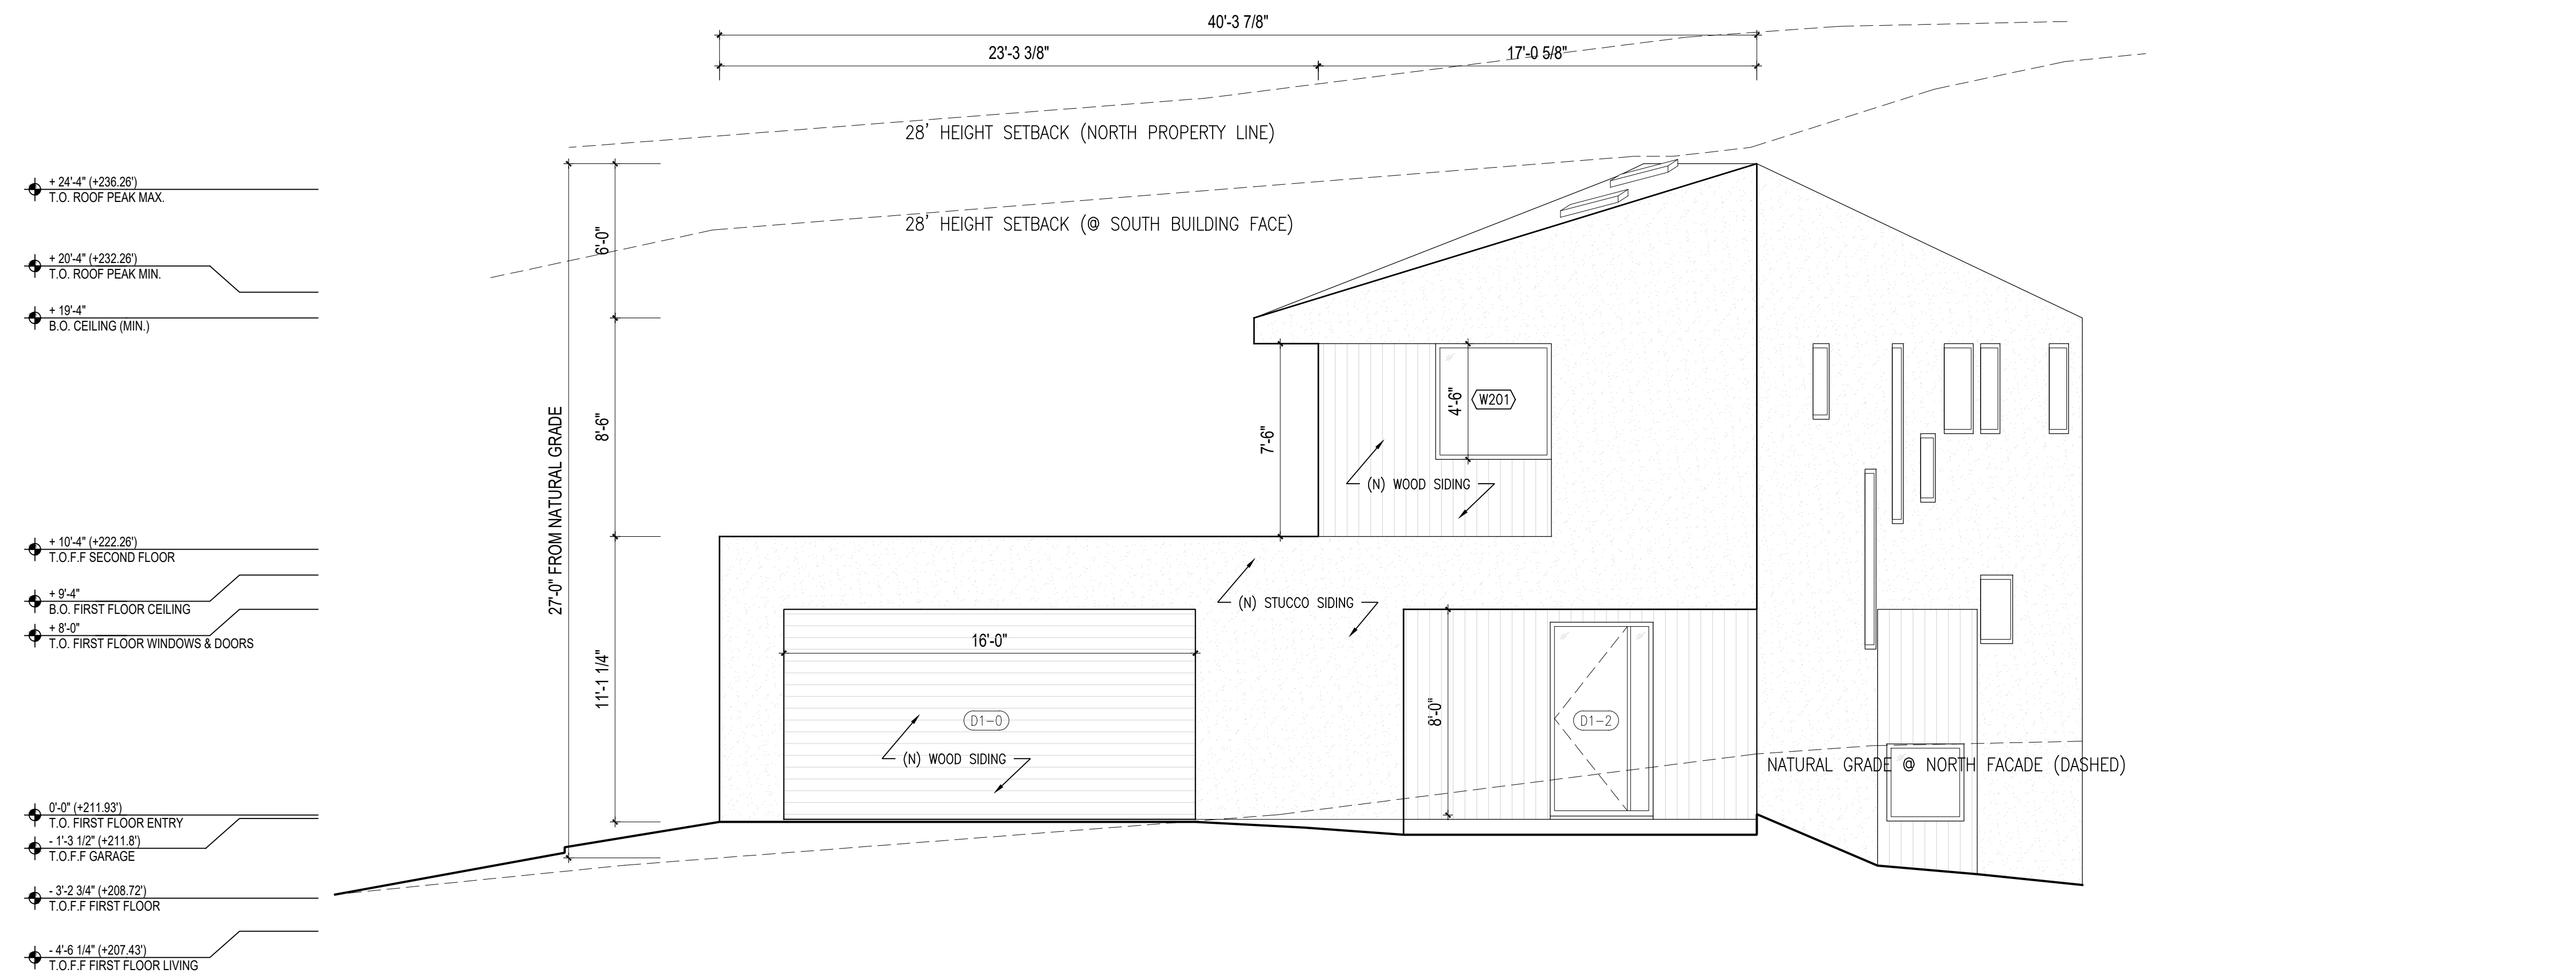 40'-3 7/8"
23'-3 3/8"
17'-0 5/8"
28' HEIGHT SETBACK (NORTH PROPERTY LINE)
28' HEIGHT SETBACK (@ SOUTH BUILDING FACE)
+ 24'-4" (+236.26')
T.O. ROOF PEAK MAX.
+ 20'-4" (+232.26')
T.O. ROOF PEAK MIN.
+ 19'-4"
B.O. CEILING (MIN.)
+ 10'-4" (+222.26')
T.O.F.F SECOND FLOOR
+ 9'-4"
B.O. FIRST FLOOR CEILING
+ 8'-0"
T.O. FIRST FLOOR WINDOWS & DOORS
0'-0" (+211.93')
T.O. FIRST FLOOR ENTRY
- 1'-3 1/2" (+211.8')
T.O.F.F GARAGE
- 3'-2 3/4" (+208.72')
T.O.F.F FIRST FLOOR
- 4'-6 1/4" (+207.43')
T.O.F.F FIRST FLOOR LIVING
27'-0" FROM NATURAL GRADE
6'-0"
8'-6"
11'-1 1/4"
7'-6"
4'-6"
W201
(N) WOOD SIDING
(N) STUCCO SIDING
16'-0"
D1-0
(N) WOOD SIDING
8'-0"
D1-2
NATURAL GRADE @ NORTH FACADE (DASHED)